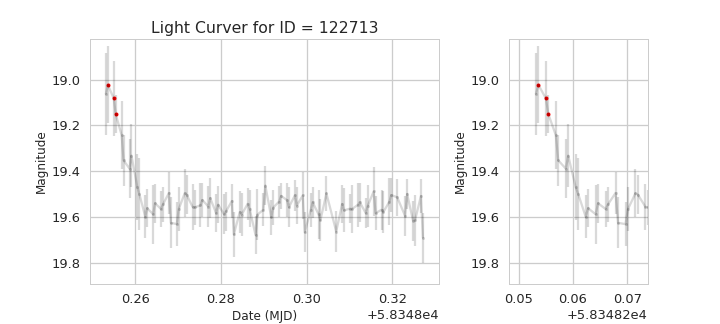 Light Curver for ID = 122713
Magnitude
19.0
19.2
19.4
19.6
19.8
0.26
0.28
0.30
0.32
Date (MJD)
+5.8348e4
Magnitude
19.0
19.2
19.4
19.6
19.8
0.05
0.06
0.07
+5.83482e4